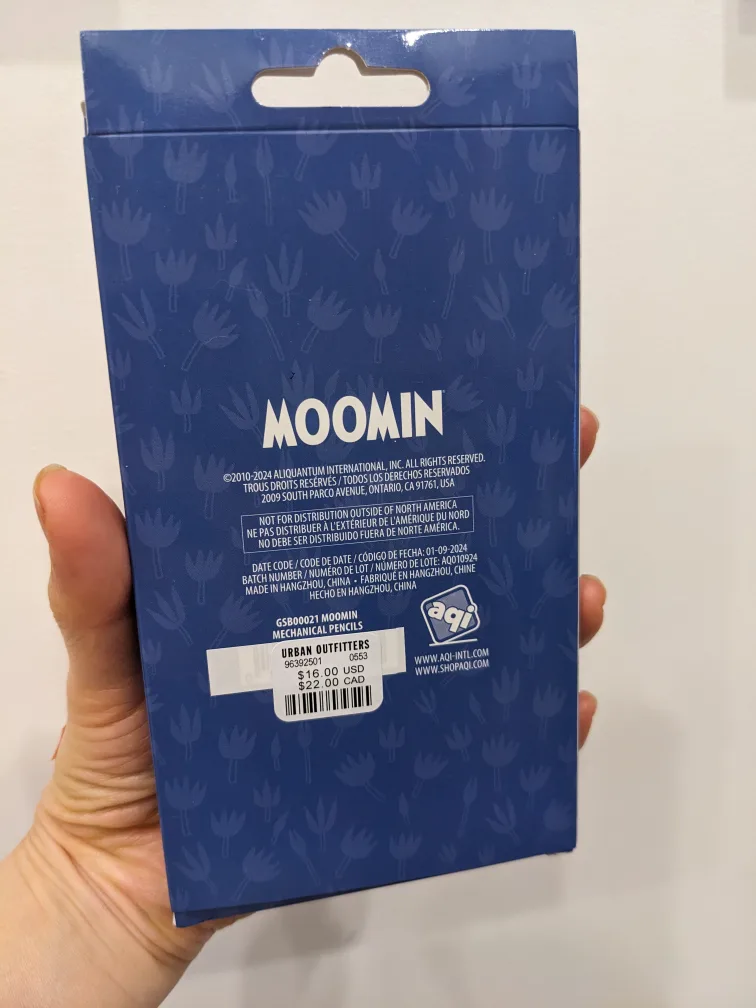 MOOMIN
©2010-2024 ALIQUANTUM INTERNATIONAL, INC. ALL RIGHTS RESERVED.
TROUS DROITS RESÉRVÉS / TODOS LOS DERECHOS RESERVADOS
2009 SOUTH PARCO AVENUE, ONTARIO, CA 91761, USA
NOT FOR DISTRIBUTION OUTSIDE OF NORTH AMERICA
NE PAS DISTRIBUER À L'EXTÉRIEUR DE L'AMERIQUE DU NORD
NO DEBE SER DISTRIBUIDO FUERA DE NORTE AMÉRICA.
DATE CODE / CODE DE DATE / CÓDIGO DE FECHA: 01-09-2024
BATCH NUMBER / NUMÉRO DE LOT / NÚMERO DE LOTE: AQ010924
MADE IN HANGZHOU, CHINA • FABRIQUÉ EN HANGZHOU, CHINE
HECHO EN HANGZHOU, CHINA
GSB00021 MOOMIN
MECHANICAL PENCILS
aqi
WWW.AQI-INTL.COM
WWW.SHOPAQI.COM
URBAN OUTFITTERS
96392501 0553
$16.00 USD
$22.00 CAD